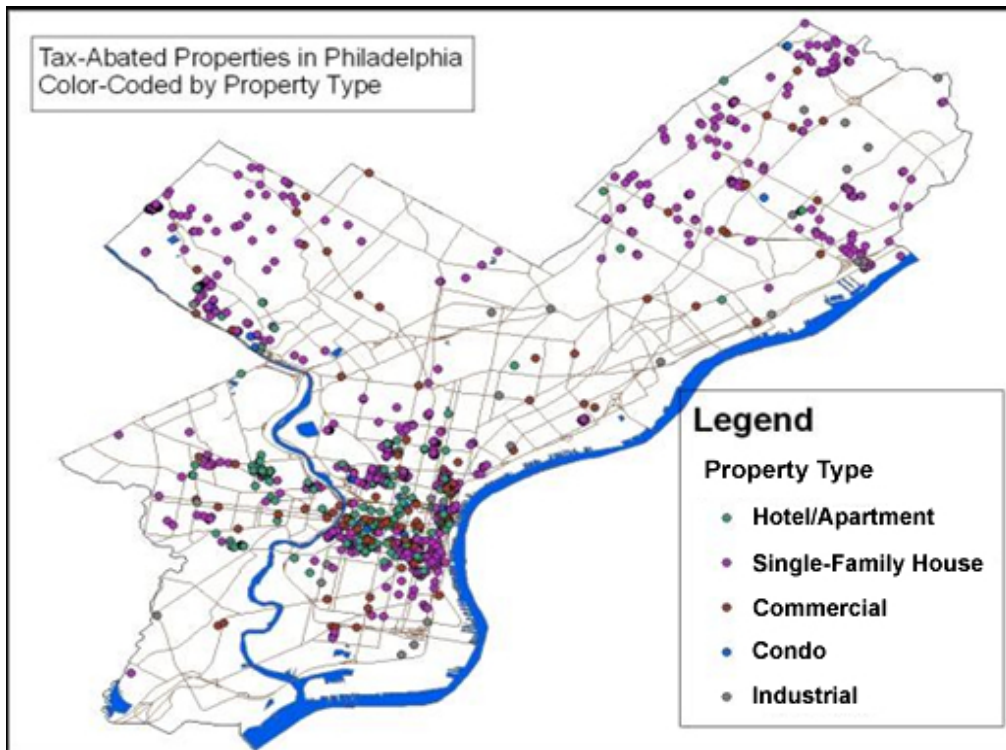 Tax-Abated Properties in Philadelphia
Color-Coded by Property Type
Legend
Property Type
Hotel/Apartment
Single-Family House
Commercial
Condo
Industrial